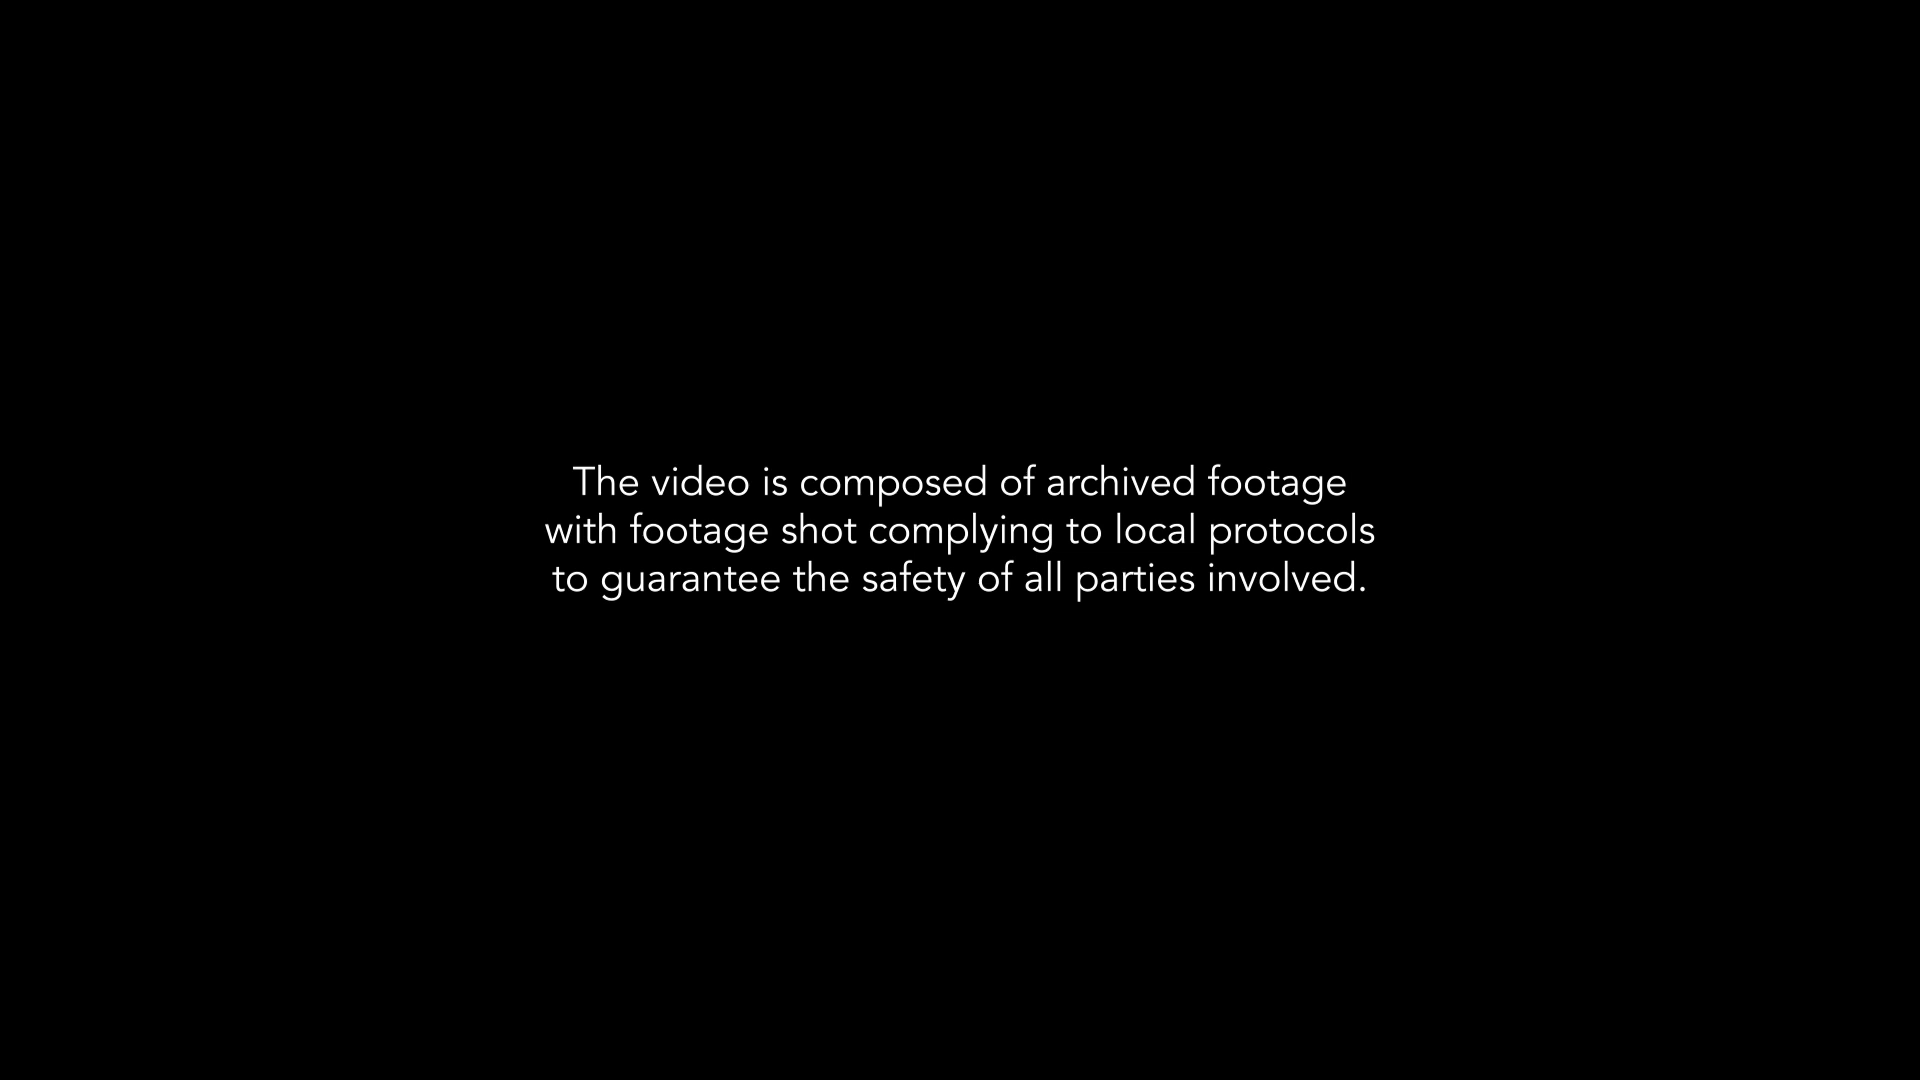 The video is composed of archived footage
with footage shot complying to local protocols
to guarantee the safety of all parties involved.